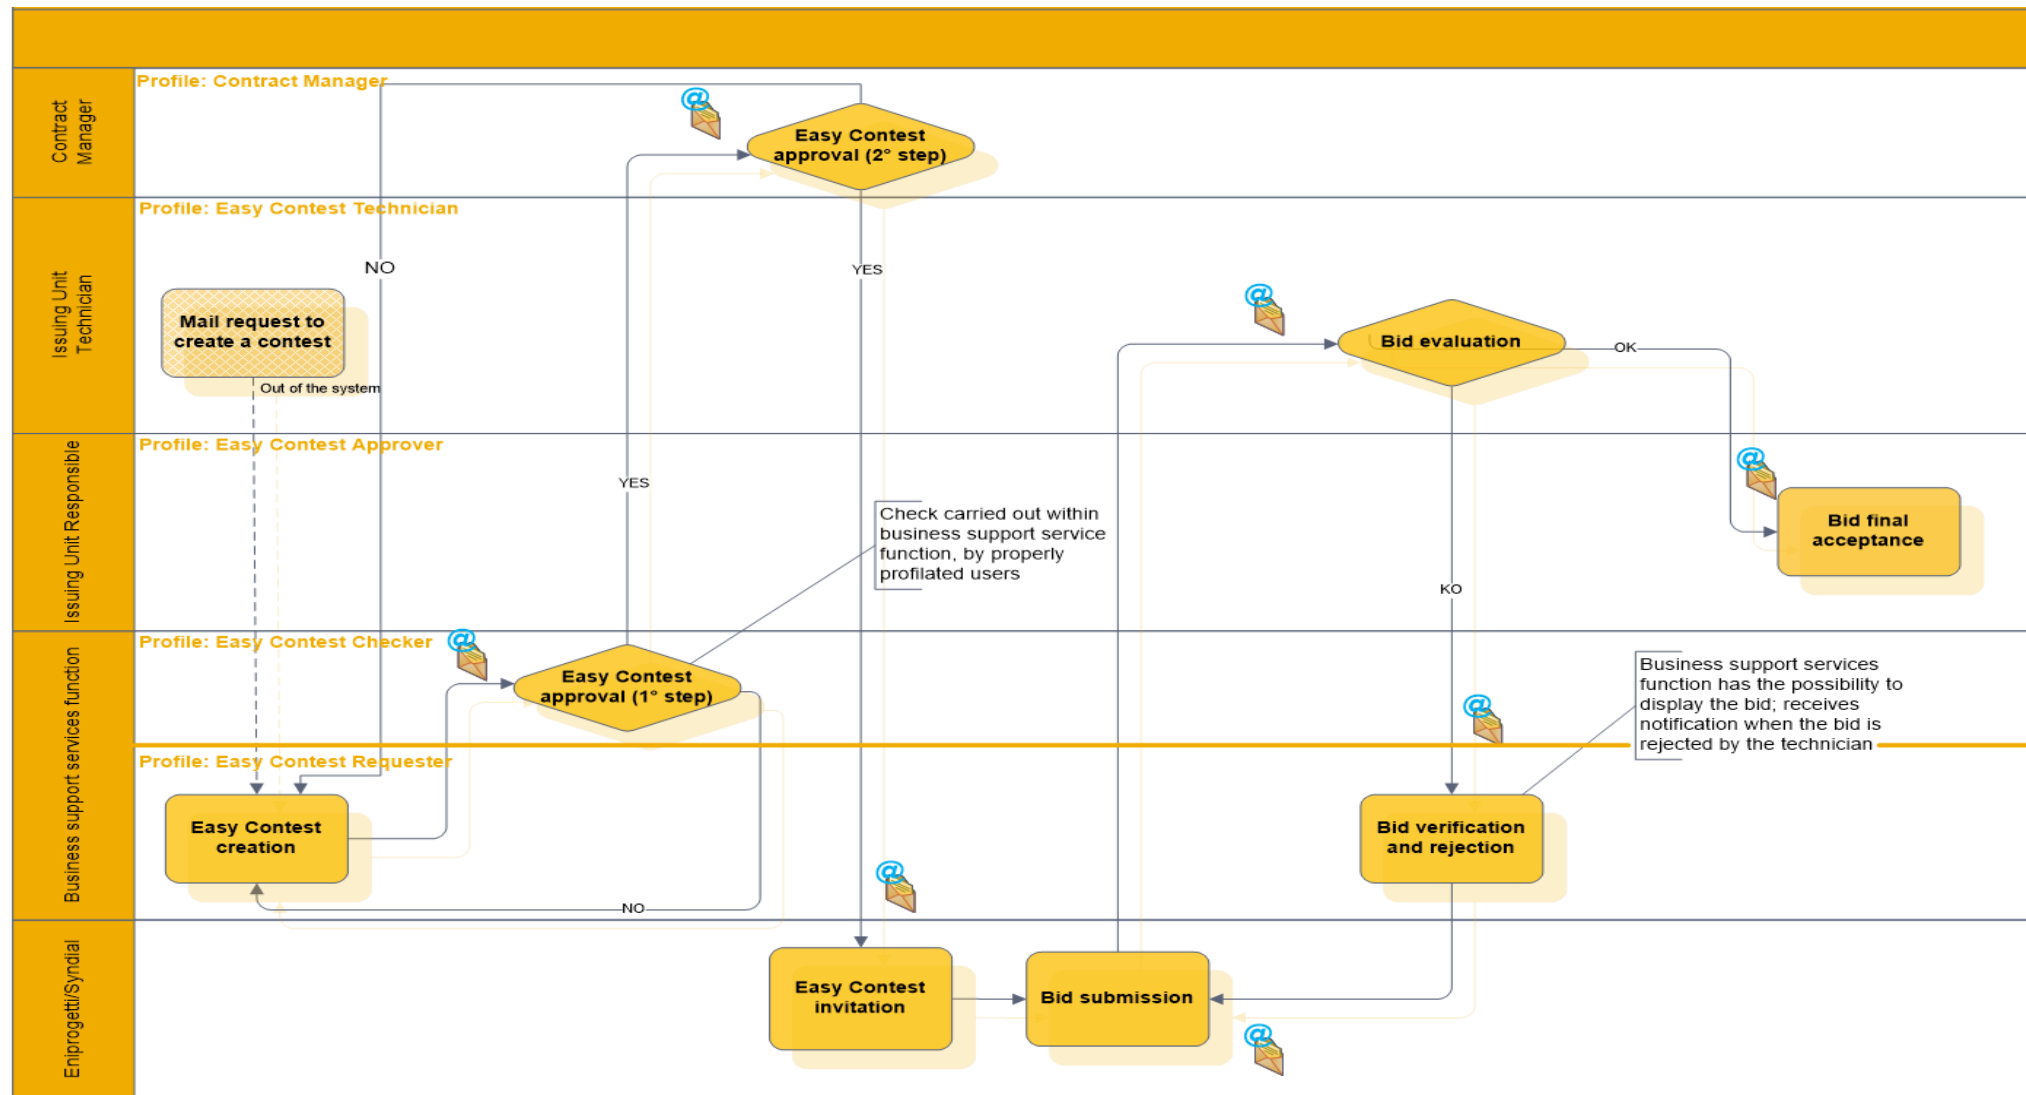 Profile: Contract Manager
Contract
Manager
Easy Contest
approval (2° step)
Profile: Easy Contest Technician
Issuing Unit
Technician
NO
YES
Mail request to
create a contest
Out of the system
Bid evaluation
OK
Profile: Easy Contest Approver
Issuing Unit Responsible
YES
Check carried out within
business support service
function, by properly
profilated users
Bid final
acceptance
KO
Profile: Easy Contest Checker
Business support services function
Easy Contest
approval (1° step)
Business support services
function has the possibility to
display the bid; receives
notification when the bid is
rejected by the technician
Profile: Easy Contest Requester
Easy Contest
creation
Bid verification
and rejection
NO
Eniprogetti/Syndial
Easy Contest
invitation
Bid submission